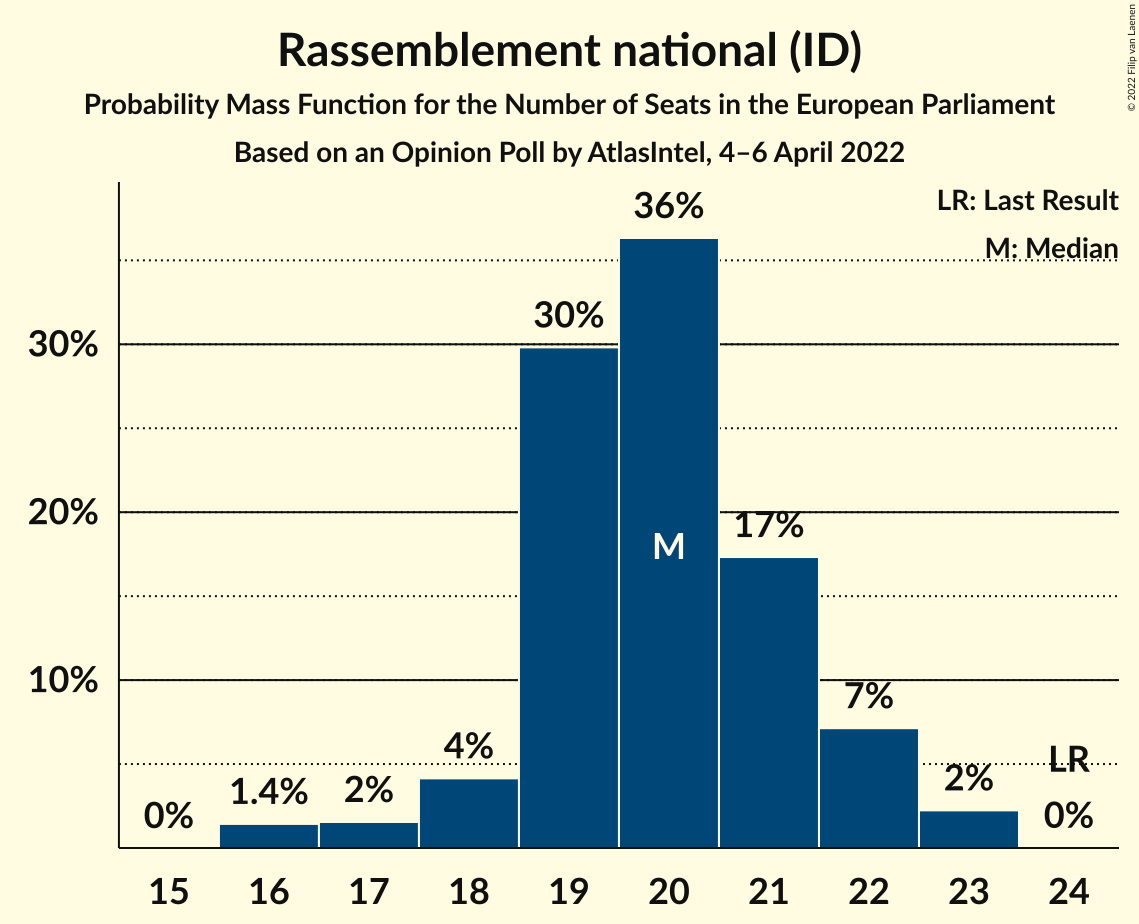 Rassemblement national (ID)
Probability Mass Function for the Number of Seats in the European Parliament
Based on an Opinion Poll by AtlasIntel, 4–6 April 2022
© 2022 Filip van Laenen
LR: Last Result
M: Median
36%
30%
30%
20%
17%
M
10%
7%
4%
LR
2%
2%
1.4%
0%
0%
15 16 17 18 19 20 21 22 23 24